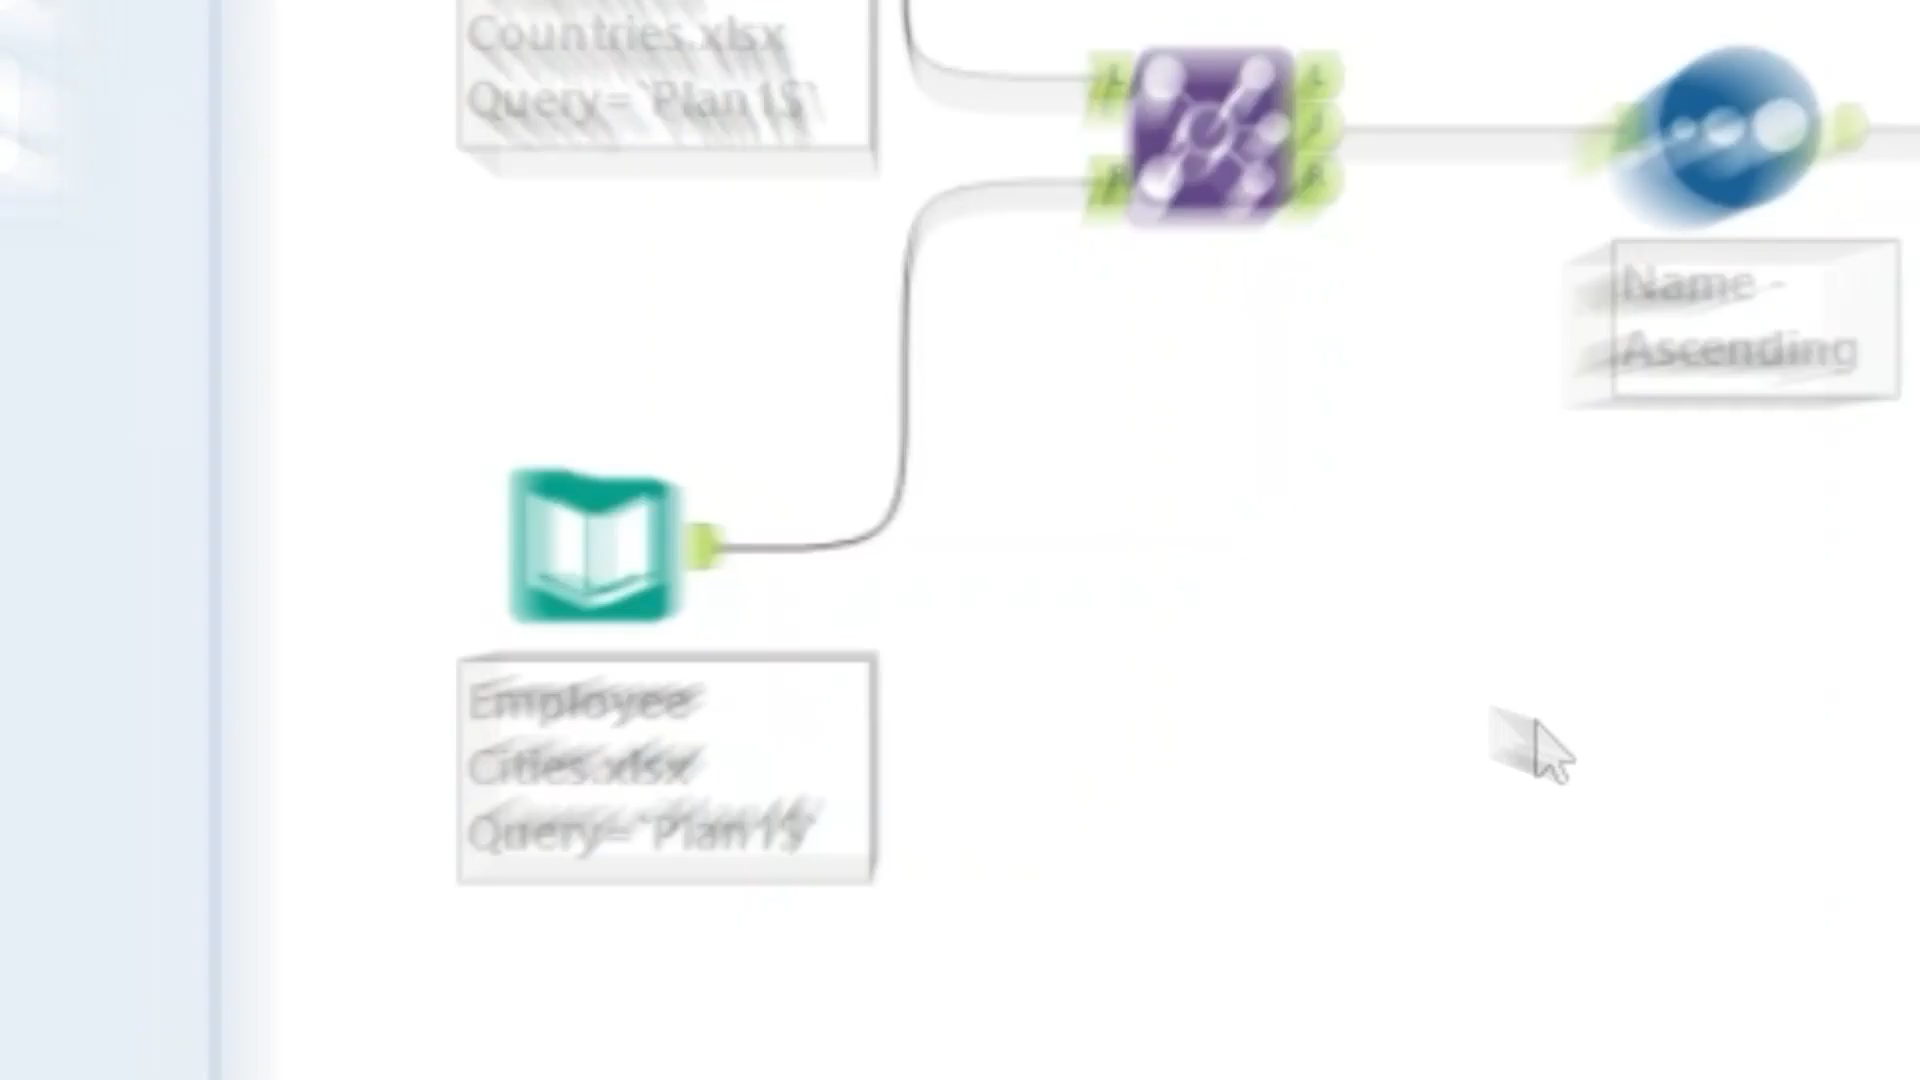 Countries.xlsx
Query=`Plan1$`
L
L
J
R
R
Name -
Ascending
Employee
Cities.xlsx
Query=`Plan1$`